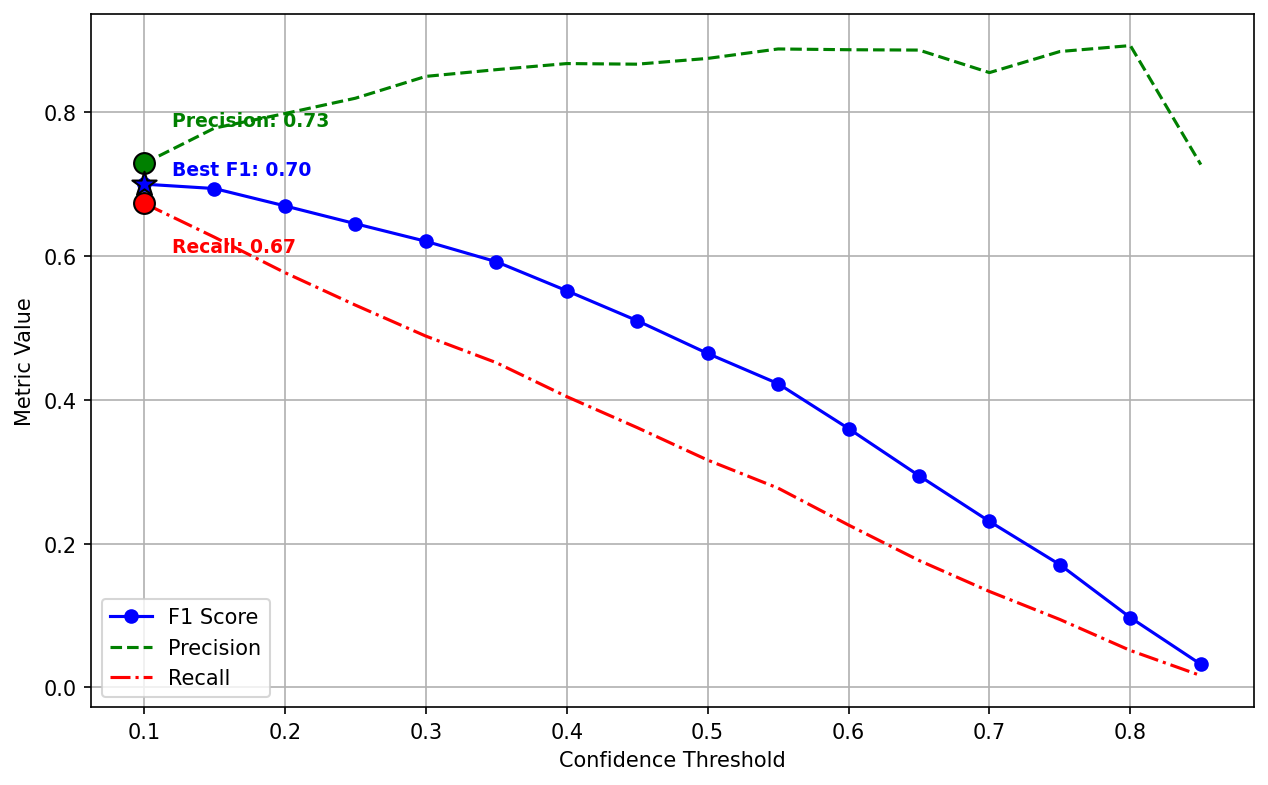 Precision: 0.73
Best F1: 0.70
Recall: 0.67
Metric Value
0.8
0.6
0.4
0.2
0.0
F1 Score
Precision
Recall
0.1 0.2 0.3 0.4 0.5 0.6 0.7 0.8
Confidence Threshold